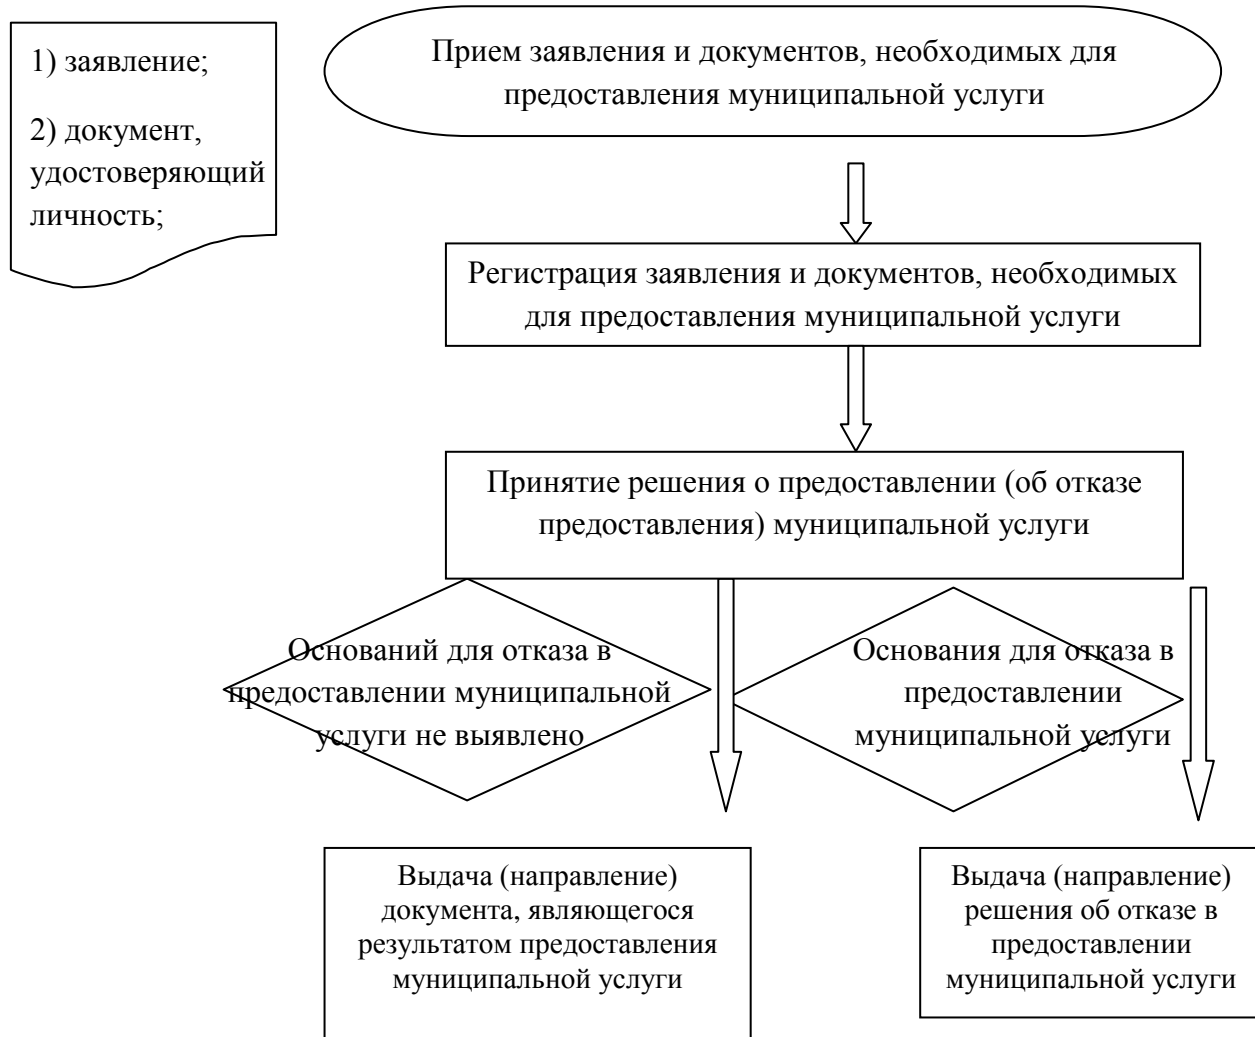 1) заявление;
2) документ,
удостоверяющий
личность;
Прием заявления и документов, необходимых для
предоставления муниципальной услуги
Регистрация заявления и документов, необходимых
для предоставления муниципальной услуги
Принятие решения о предоставлении (об отказе
предоставления) муниципальной услуги
Оснований для отказа в
предоставлении муниципальной
услуги не выявлено
Основания для отказа в
предоставлении
муниципальной услуги
Выдача (направление)
документа, являющегося
результатом предоставления
муниципальной услуги
Выдача (направление)
решения об отказе в
предоставлении
муниципальной услуги